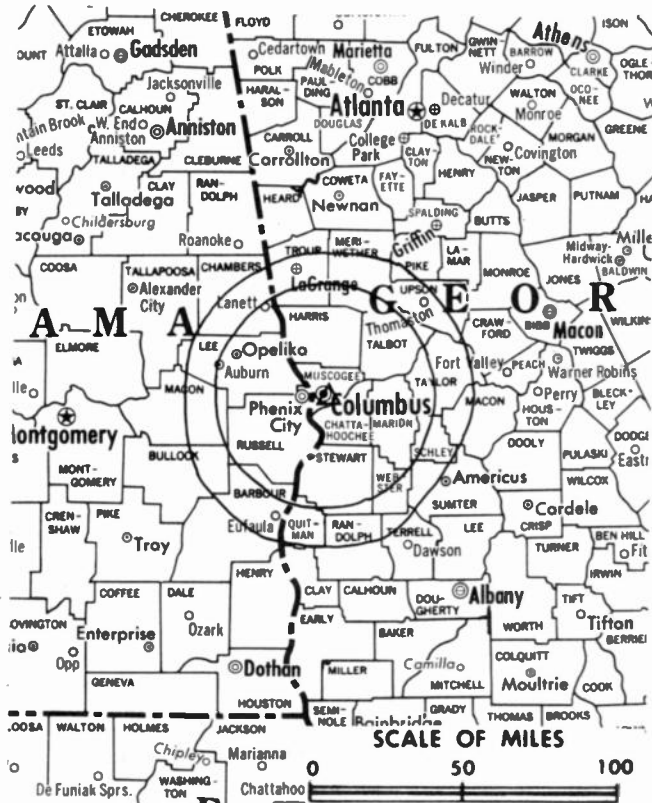 ETOWAH
CHEROKEE
FLOYD
Attalla
Gadsden
Cedartown
Marietta
FULTON
GWIN-
NETT
BARROW
Athens
Winder
CLARKE
POLK
Mableton
COBB
Jacksonville
HARAL-
SON
PAUL-
DING
Atlanta
Decatur
DE KALB
WALTON
Monroe
OCO-
NEE
GREENE
ST. CLAIR
CALHOUN
W. End
Anniston
Anniston
DOUGLAS
College
Park
CLAY
TON
ROCK-
DALE
MORGAN
Leeds
TALLADEGA
CLEBURNE
CARROLL
Carrollton
NEW-
TON
Covington
Talladega
CLAY
RAN-
DOLPH
HEARD
COWETA
Newnan
FAY-
ETTE
HENRY
JASPER
PUTNAM
Childersburg
Roanoke
SPALDING
Griffin
BUTTS
COOSA
TALLAPOOSA
CHAMBERS
TROUP
MERI-
WETHER
PIKE
LA-
MAR
MONROE
JONES
Midway-
Hardwick
BALDWIN
Alexander
City
Lanett
LaGrange
UPSON
Thomaston
GEOR
AMA
HARRIS
TALBOT
CRAW-
FORD
BIBB
Macon
TWIGGS
ELMORE
LEE
Opelika
Auburn
MUSCOGEE
Fort Valley
PEACH
Warner Robins
MACON
TAYLOR
MACON
Perry
HOUS-
TON
BLECK-
LEY
Phenix
City
Columbus
CHATTA-
HOOCHEE
MARION
RUSSELL
DOOLY
PULASKI
MONT-
GOMERY
BULLOCK
STEWART
SCHLEY
WEB-
STER
Americus
WILCOX
BARBOUR
SUMTER
Cordele
CRISP
CREN-
SHAW
PIKE
Troy
Eufaula
QUIT-
MAN
RAN-
DOLPH
TERRELL
Dawson
LEE
BEN HILL
TURNER
IRWIN
HENRY
COFFEE
DALE
CLAY
CALHOUN
DOU-
GHERTY
Albany
TIFT
Tifton
EARLY
WORTH
Enterprise
Ozark
BAKER
Opp
Dothan
MILLER
Camilla
COLQUITT
Moultrie
MITCHELL
COOK
GENEVA
HOUSTON
SEMI-
NOLE
Bainbridge
GRADY
THOMAS
BROOKS
WALTON
HOLMES
JACKSON
SCALE OF MILES
Chipley
Marianna
0
50
100
De Funiak Sprs.
WASHING-
TON